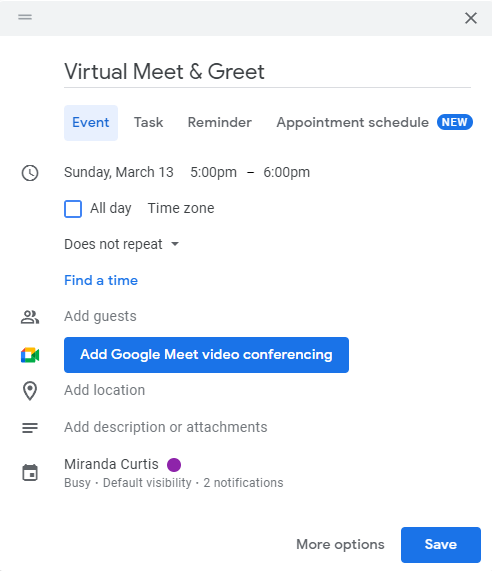 Virtual Meet & Greet
Event Task Reminder Appointment schedule NEW
Sunday, March 13 5:00pm – 6:00pm
All day Time zone
Does not repeat
Find a time
Add guests
Add Google Meet video conferencing
Add location
Add description or attachments
Miranda Curtis
Busy · Default visibility · 2 notifications
More options Save